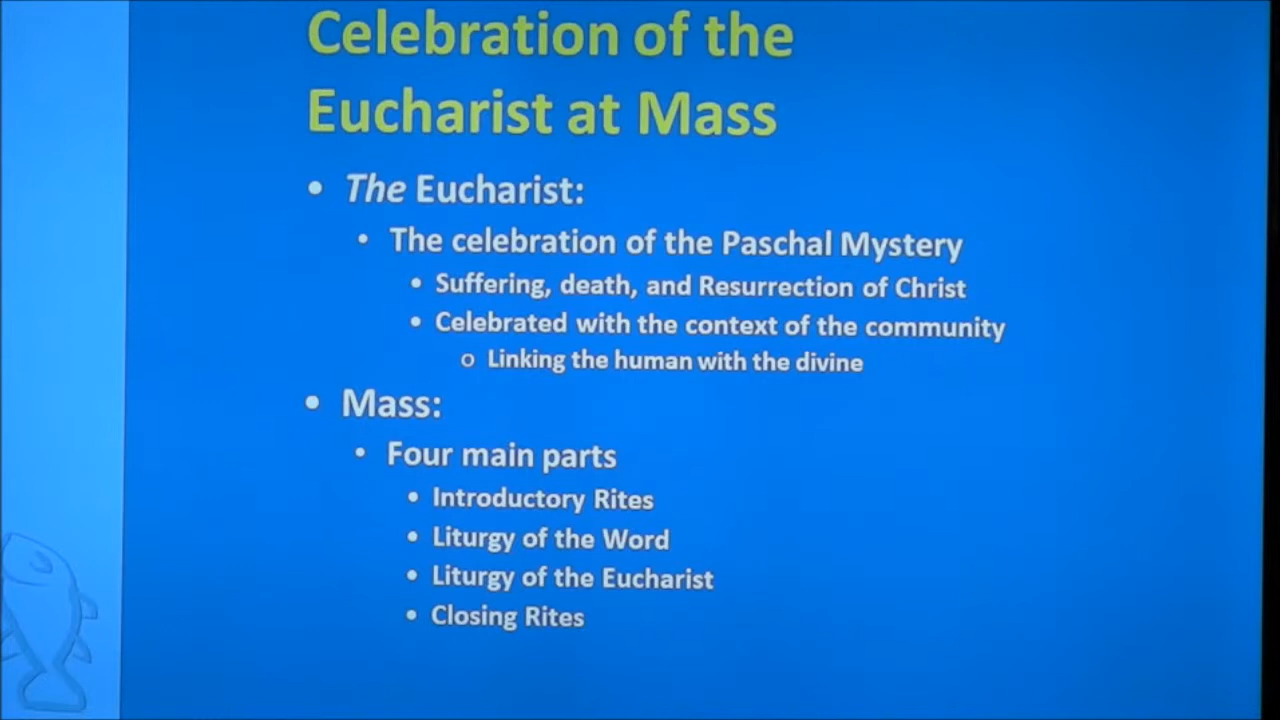 Celebration of the
Eucharist at Mass
• The Eucharist:
• The celebration of the Paschal Mystery
• Suffering, death, and Resurrection of Christ
• Celebrated with the context of the community
o Linking the human with the divine
• Mass:
• Four main parts
• Introductory Rites
• Liturgy of the Word
• Liturgy of the Eucharist
• Closing Rites